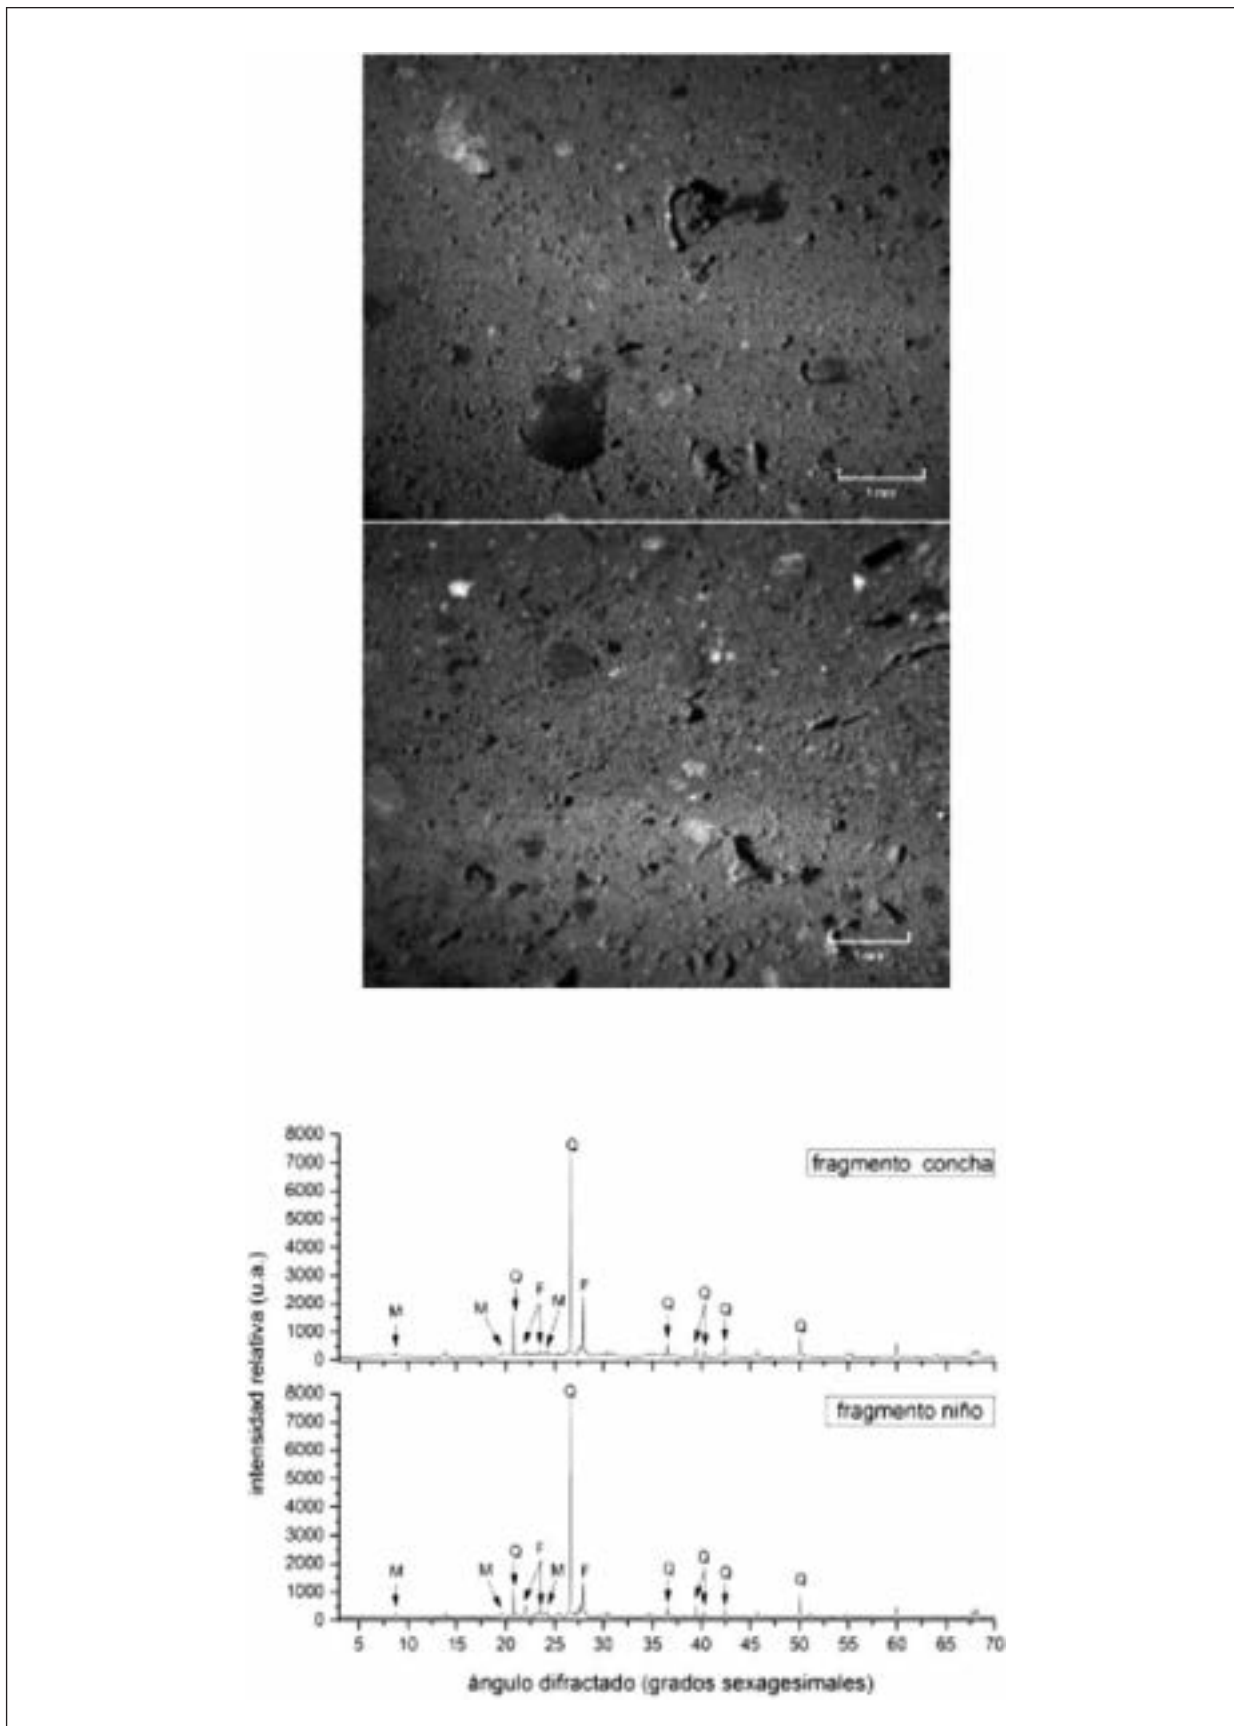 1 mm
8000
7000
6000
5000
4000
3000
2000
1000
0
Q
fragmento concha
M
M
Q
F
M
F
Q
Q
Q
Q
8000
7000
6000
5000
4000
3000
2000
1000
0
Q
fragmento niño
M
M
Q
F
M
F
Q
Q
Q
Q
intensidad relativa (u.a.)
5 10 15 20 25 30 35 40 45 50 55 60 65 70
ángulo difractado (grados sexagesimales)